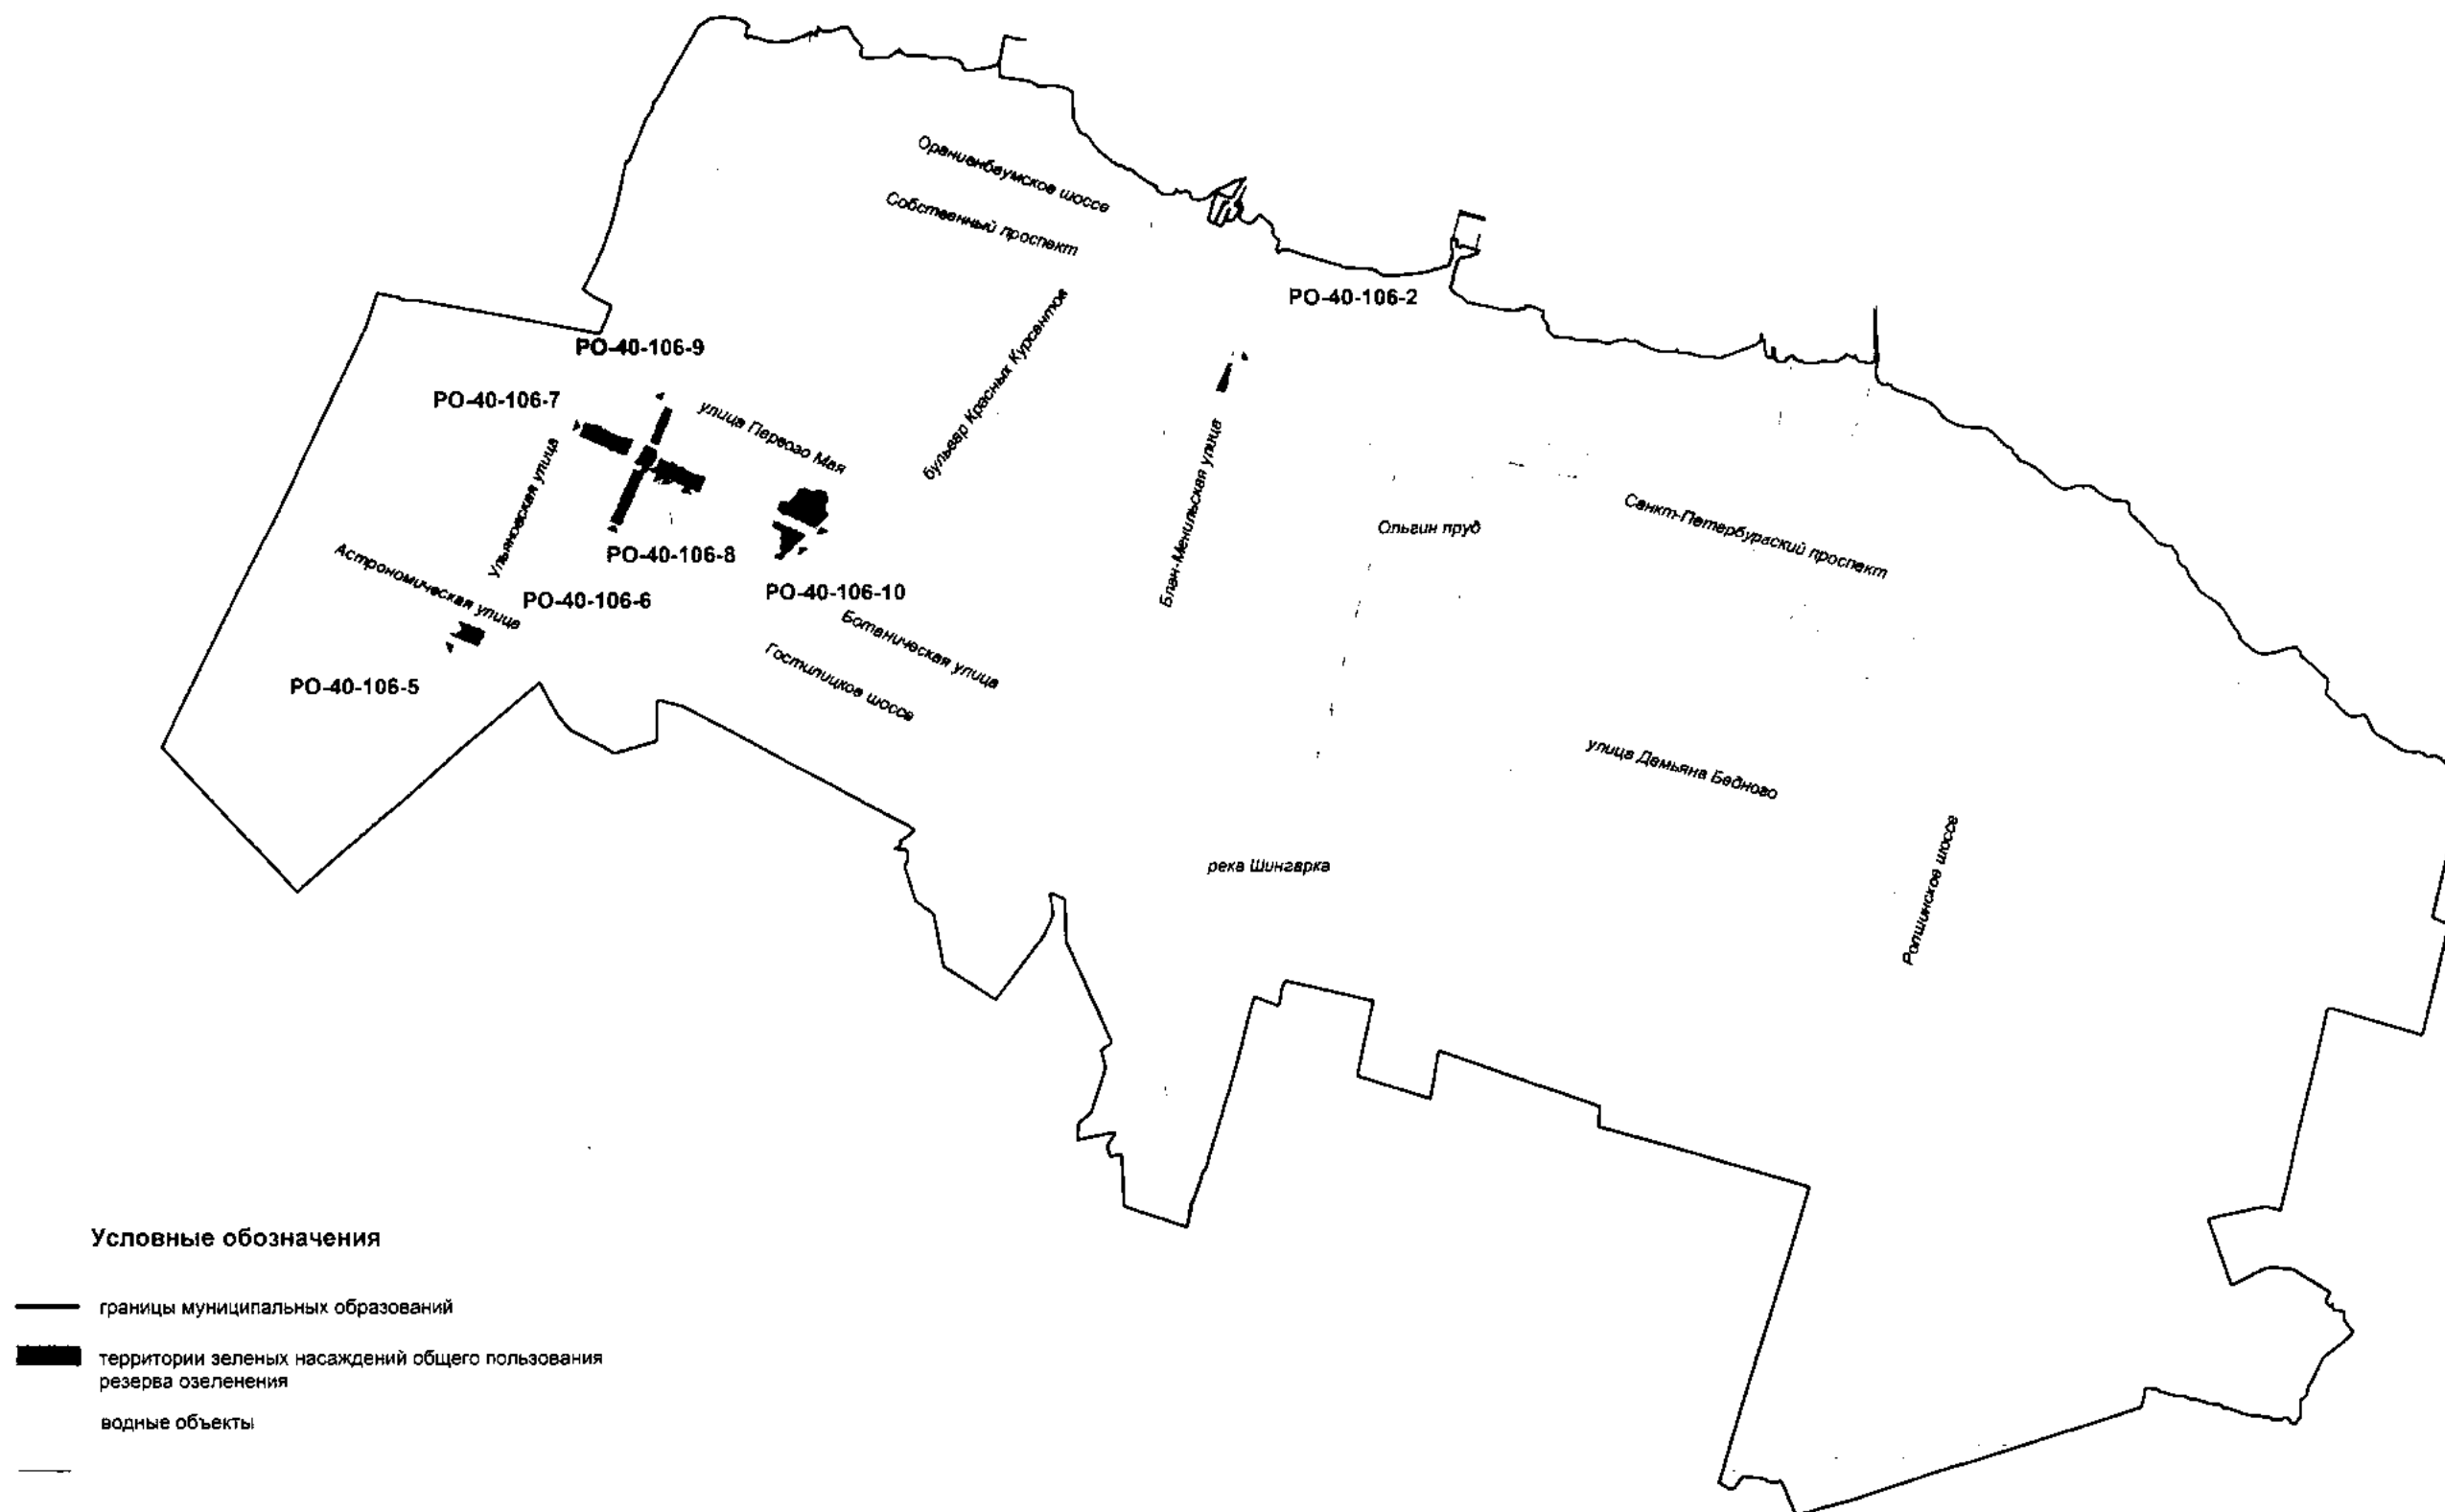 Ораниенбаумское шоссе
Собственный проспект
РО-40-106-2
бульвар Красных Курсантов
РО-40-106-9
РО-40-106-7
улица Первого Мая
Ульяновская улица
Блан-Менильская улица
Санкт-Петербургский проспект
Ольгин пруд
РО-40-106-8
Астрономическая улица
РО-40-106-6
РО-40-106-10
Ботаническая улица
Гостилицкое шоссе
РО-40-106-5
улица Демьяна Бедного
река Шингарка
Ропшинское шоссе
Условные обозначения
границы муниципальных образований
территории зеленых насаждений общего пользования
резерва озеленения
водные объекты